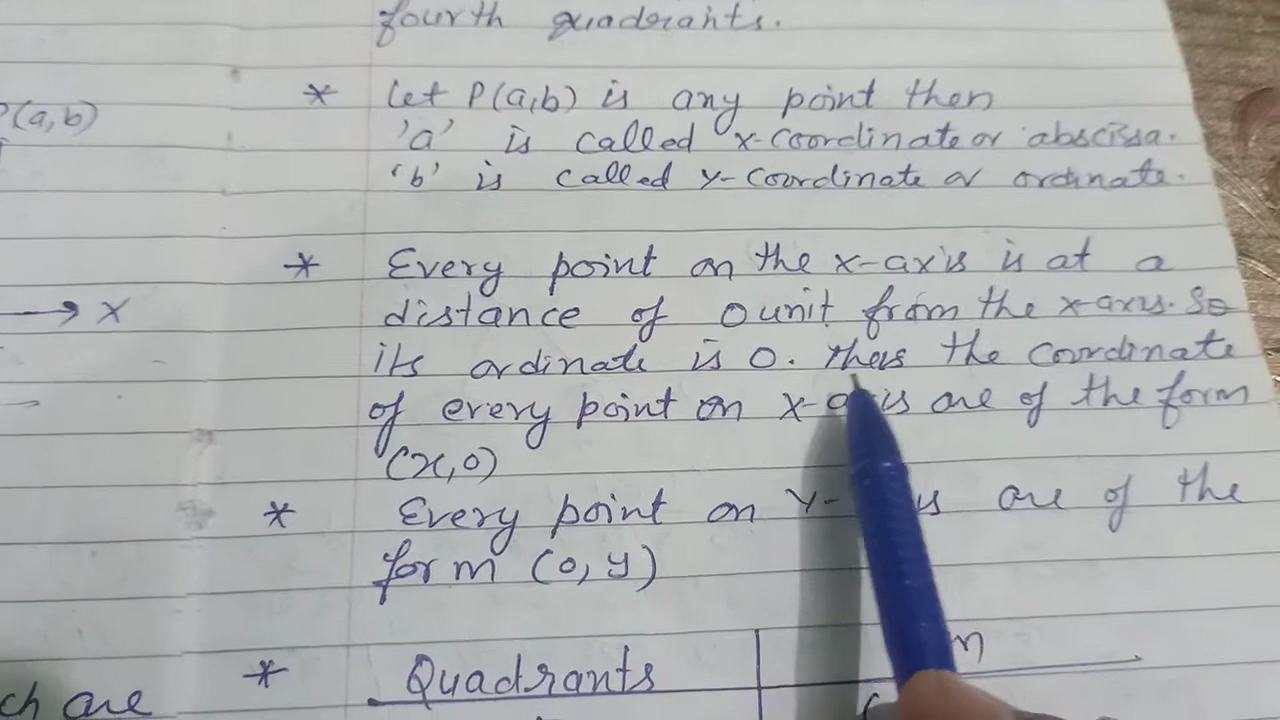 fourth quadrants.
P(a,b)
* Let P(a,b) is any point then
'a' is called x-coordinate or abscissa.
'b' is called y-coordinate or ordinate.
* Every point on the x-axis is at a
distance of 0 unit from the x-axis. So
→ X
its ordinate is 0. thus the coordinate
of every point on x-axis are of the form
(x,0)
* Every point on y- is are of the
form (0, y)
* Quadrants
ch are